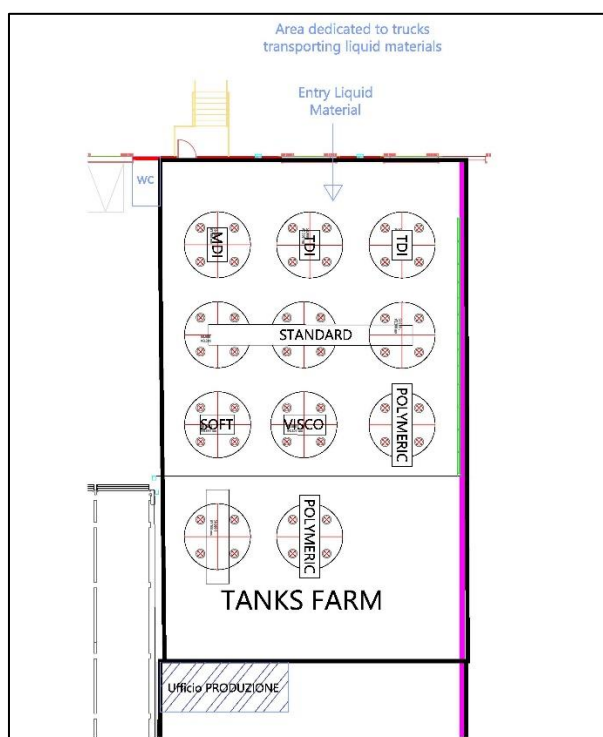 Area dedicated to trucks
transporting liquid materials
Entry Liquid
Material
WC
MDI
TDI
TDI
STANDARD
SOFT
VISCO
POLYMERIC
POLYMERIC
TANKS FARM
Ufficio PRODUZIONE